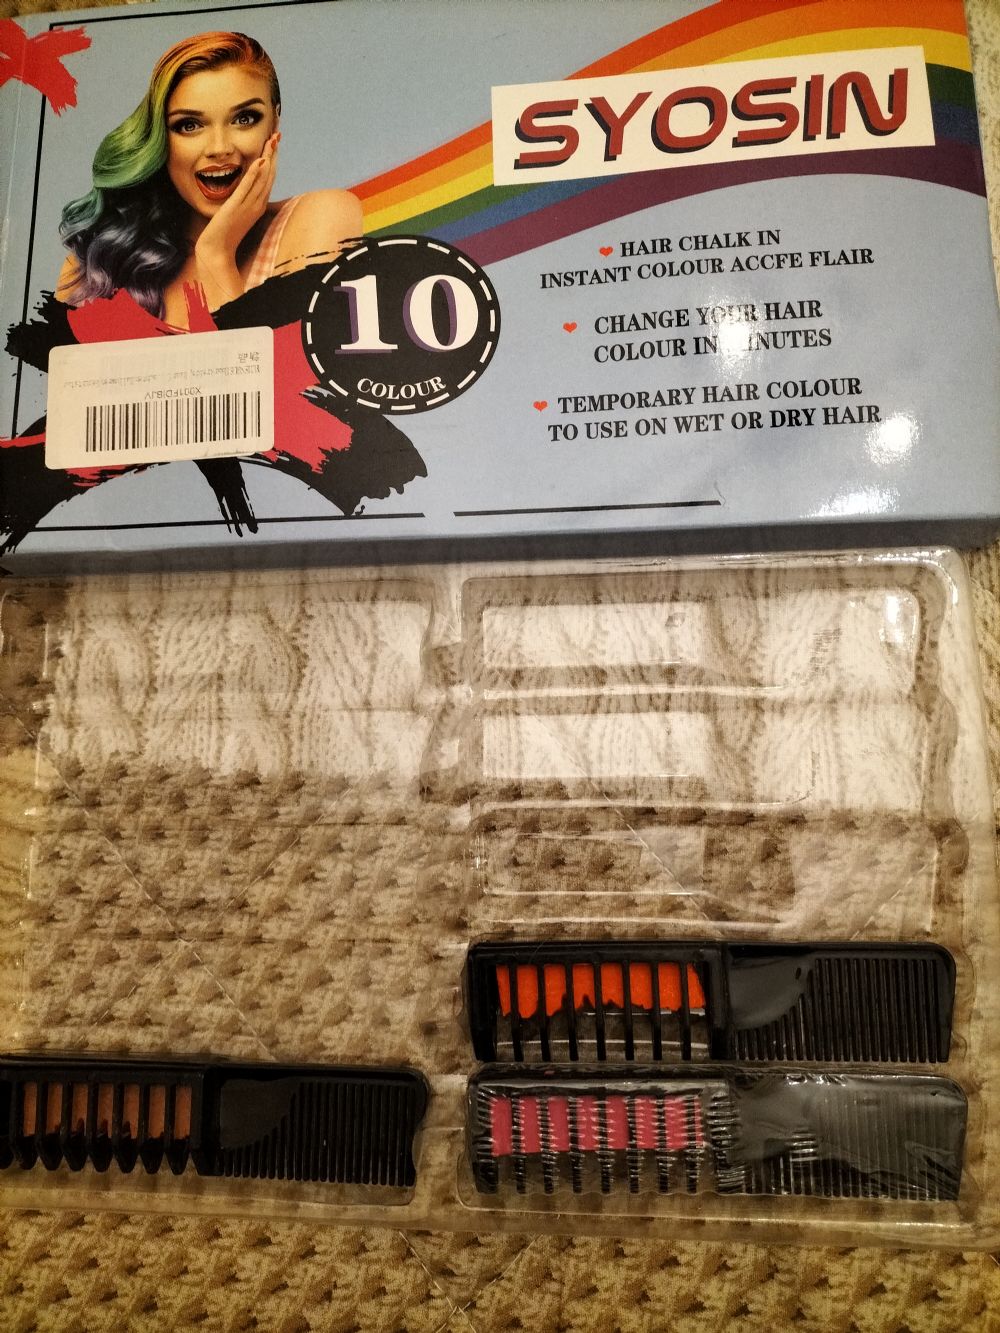 SYOSIN
HAIR CHALK IN
INSTANT COLOUR ACCFE FLAIR
CHANGE YOUR HAIR
COLOUR IN MINUTES
TEMPORARY HAIR COLOUR
TO USE ON WET OR DRY HAIR
10
COLOUR
X001FDIBJV